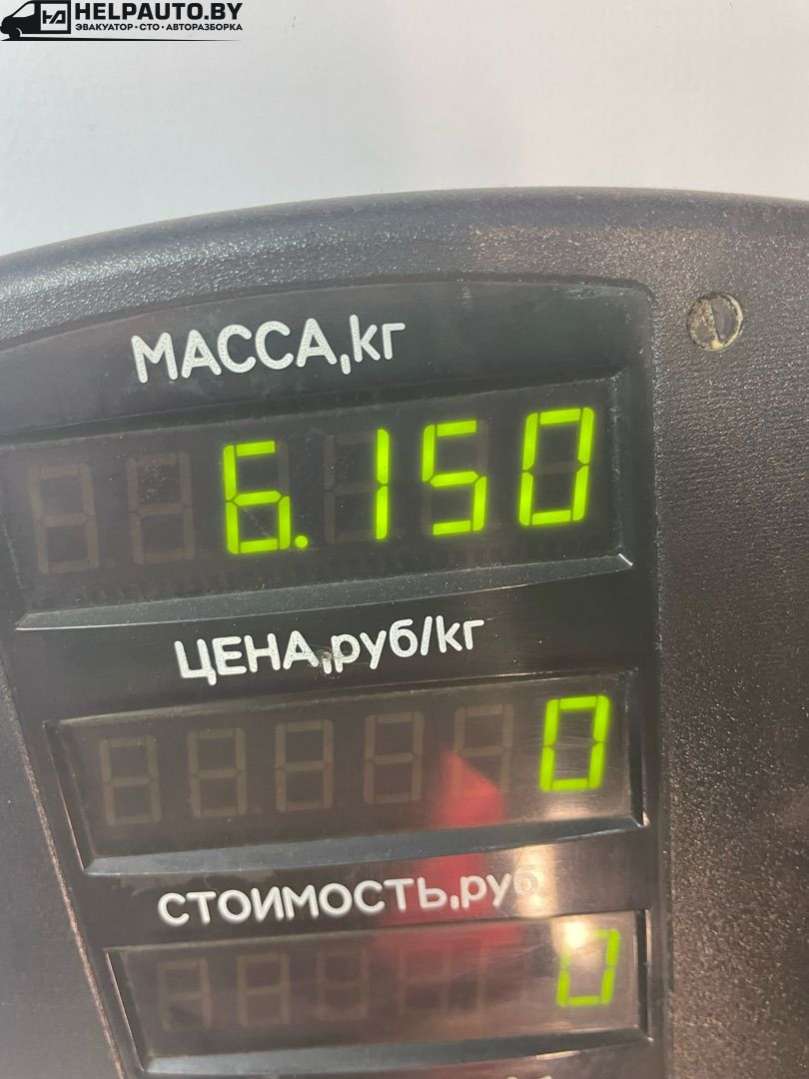 HELPAUTO.BY
ЭВАКУАТОР·СТО·АВТОРАЗБОРКА
МАССА,кг
6.150
ЦЕНА,руб/кг
0
СТОИМОСТЬ,руб
0